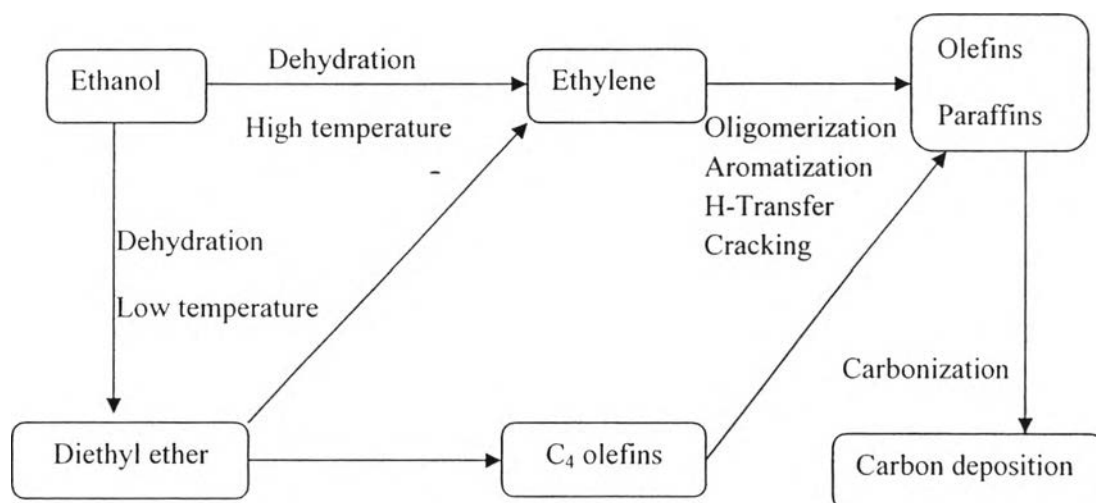 Ethanol
Dehydration
High temperature
Ethylene
Olefins
Paraffins
Oligomerization
Aromatization
H-Transfer
Cracking
Dehydration
Low temperature
Carbonization
Diethyl ether
C₄ olefins
Carbon deposition